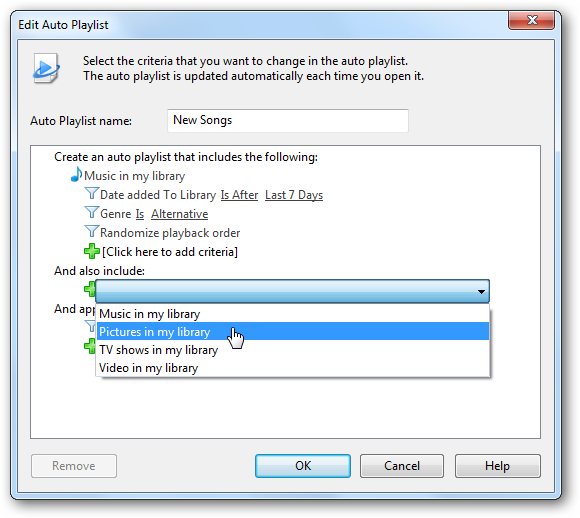 Edit Auto Playlist
Select the criteria that you want to change in the auto playlist.
The auto playlist is updated automatically each time you open it.
Auto Playlist name: New Songs
Create an auto playlist that includes the following:
Music in my library
Date added To Library Is After Last 7 Days
Genre Is Alternative
Randomize playback order
[Click here to add criteria]
And also include:
And app
Music in my library
Pictures in my library
TV shows in my library
Video in my library
Remove OK Cancel Help